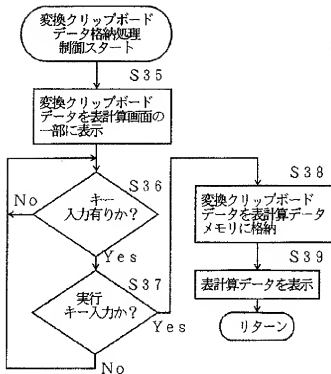 変換クリップボード
データ格納処理
制御スタート
S35
変換クリップボード
データを表計算画面の
一部に表示
S36
キー
入力有りか？
No
Yes
S37
実行
キー入力か？
Yes
No
S38
変換クリップボード
データを表計算データ
メモリに格納
S39
表計算データを表示
リターン